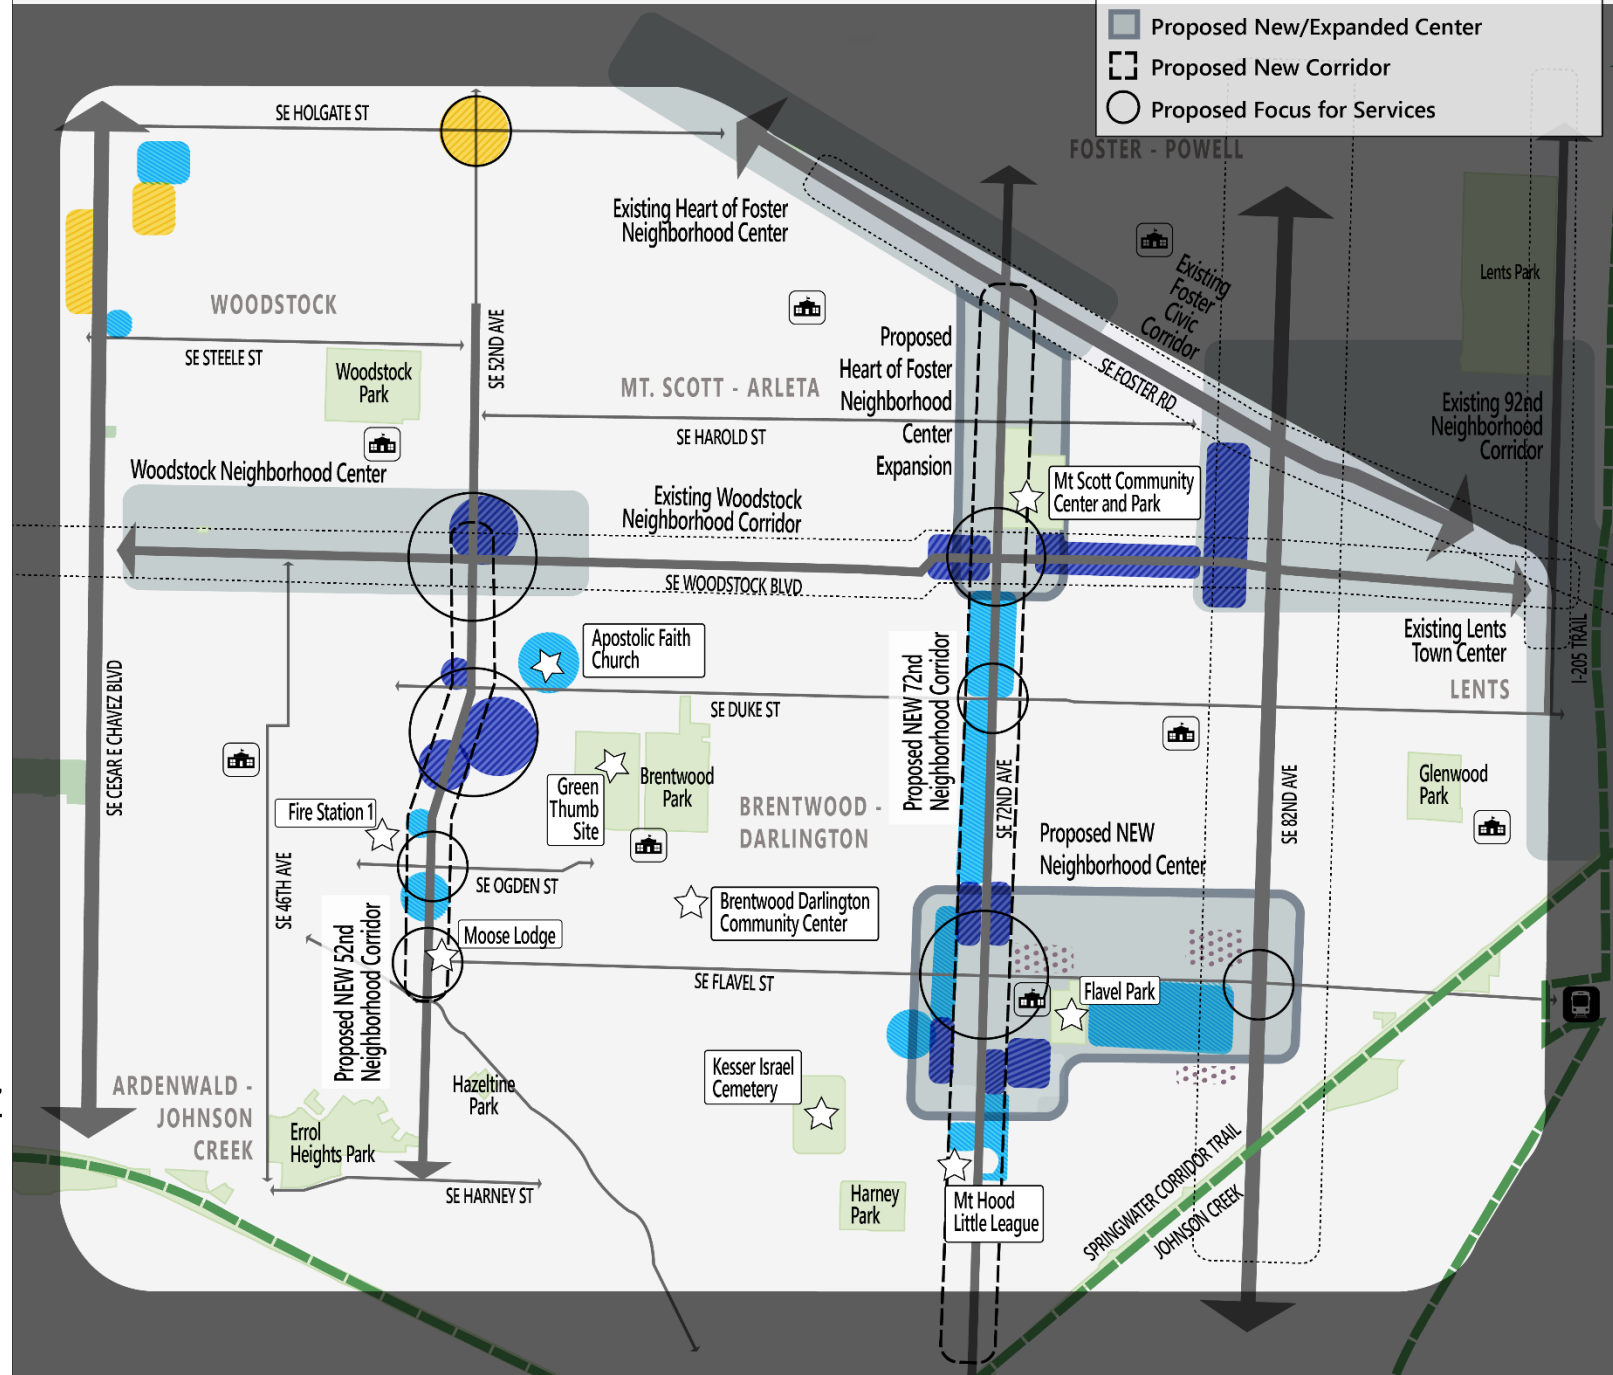 Proposed New/Expanded Center
Proposed New Corridor
Proposed Focus for Services
SE HOLGATE ST
FOSTER - POWELL
Existing Heart of Foster
Neighborhood Center
Existing
Foster
Civic
Corridor
Lents Park
WOODSTOCK
SE STEELE ST
SE 52ND AVE
Woodstock
Park
MT. SCOTT - ARLETA
Proposed
Heart of Foster
Neighborhood
Center
Expansion
SE FOSTER RD
SE HAROLD ST
Existing 92nd
Neighborhood
Corridor
Woodstock Neighborhood Center
Existing Woodstock
Neighborhood Corridor
Mt Scott Community
Center and Park
SE WOODSTOCK BLVD
Existing Lents
Town Center
I-205 TRAIL
LENTS
Apostolic Faith
Church
SE DUKE ST
SE CESAR E CHAVEZ BLVD
Proposed NEW 72nd
Neighborhood Corridor
SE 72ND AVE
SE 82ND AVE
Green
Thumb
Site
Brentwood
Park
BRENTWOOD -
DARLINGTON
Glenwood
Park
Fire Station 1
Proposed NEW
Neighborhood Center
SE 46TH AVE
SE OGDEN ST
Brentwood Darlington
Community Center
Moose Lodge
Proposed NEW 52nd
Neighborhood Corridor
SE FLAVEL ST
Flavel Park
Kesser Israel
Cemetery
ARDENWALD -
JOHNSON
CREEK
Hazeltine
Park
Errol
Heights Park
SE HARNEY ST
Harney
Park
Mt Hood
Little League
SPRINGWATER CORRIDOR TRAIL
JOHNSON CREEK